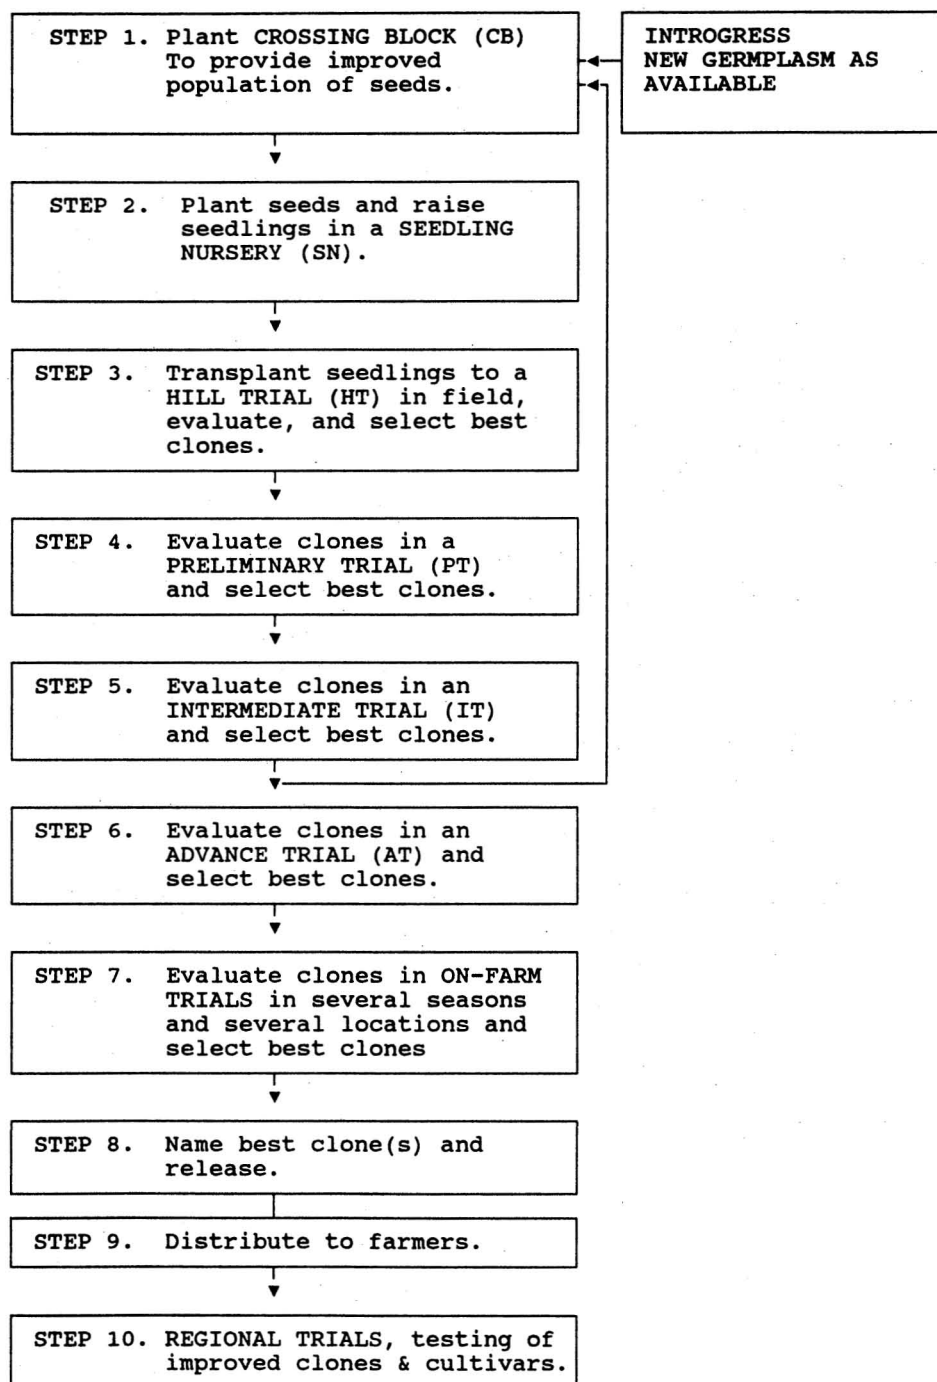 STEP 1. Plant CROSSING BLOCK (CB)
To provide improved
population of seeds.
INTROGRESS
NEW GERMPLASM AS
AVAILABLE
STEP 2. Plant seeds and raise
seedlings in a SEEDLING
NURSERY (SN).
STEP 3. Transplant seedlings to a
HILL TRIAL (HT) in field,
evaluate, and select best
clones.
STEP 4. Evaluate clones in a
PRELIMINARY TRIAL (PT)
and select best clones.
STEP 5. Evaluate clones in an
INTERMEDIATE TRIAL (IT)
and select best clones.
STEP 6. Evaluate clones in an
ADVANCE TRIAL (AT) and
select best clones.
STEP 7. Evaluate clones in ON-FARM
TRIALS in several seasons
and several locations and
select best clones
STEP 8. Name best clone(s) and
release.
STEP 9. Distribute to farmers.
STEP 10. REGIONAL TRIALS, testing of
improved clones & cultivars.